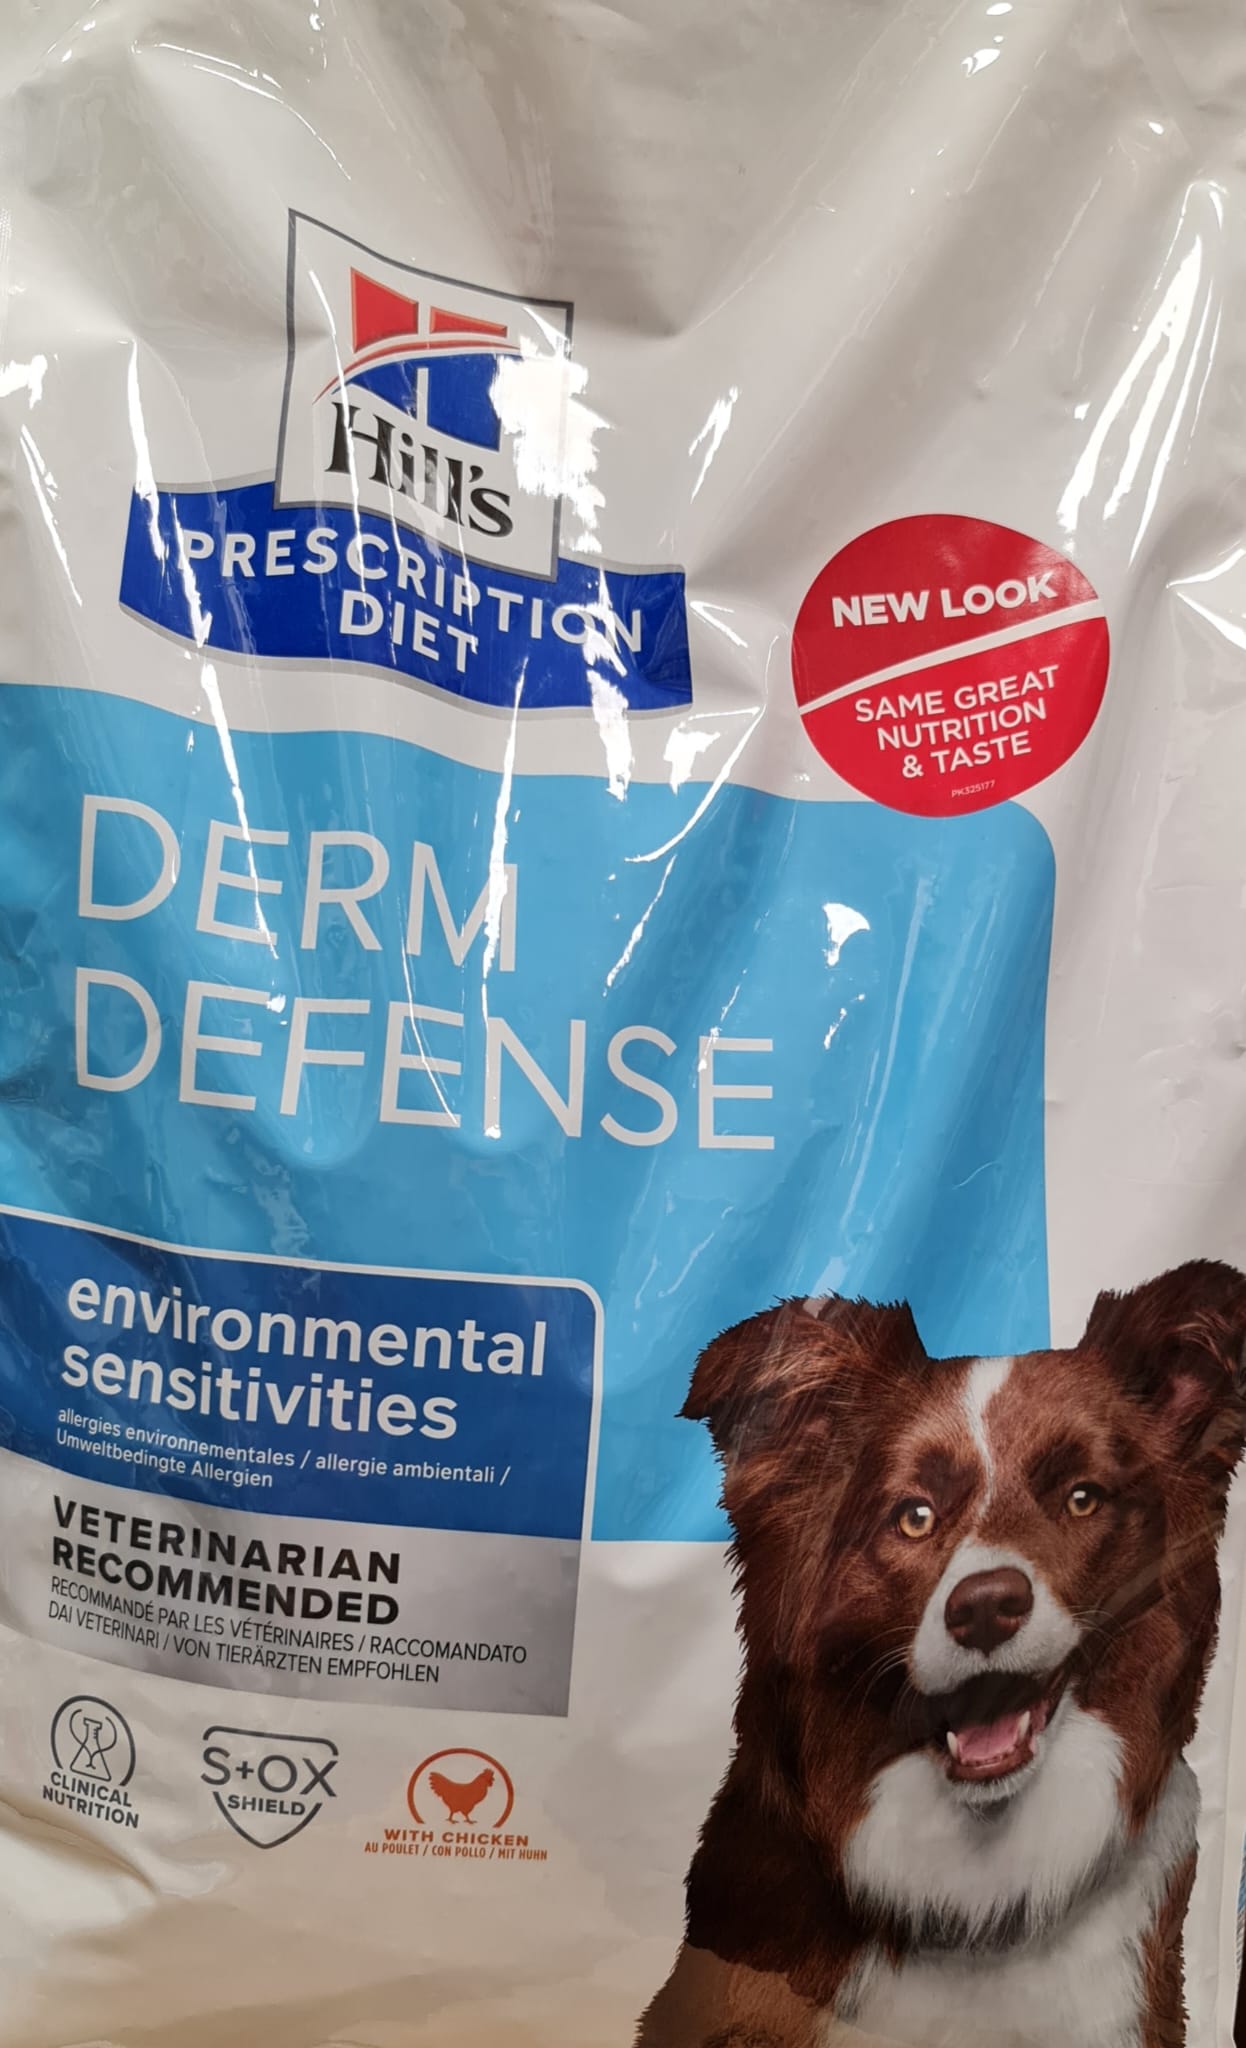 Hill's
PRESCRIPTION
DIET
NEW LOOK
SAME GREAT
NUTRITION
& TASTE
PK325177
DERM
DEFENSE
environmental
sensitivities
allergies environnementales / allergie ambientali /
Umweltbedingte Allergien
VETERINARIAN
RECOMMENDED
RECOMMANDÉ PAR LES VÉTÉRINAIRES / RACCOMANDATO
DAI VETERINARI / VON TIERÄRZTEN EMPFOHLEN
CLINICAL
NUTRITION
S+OX
SHIELD
WITH CHICKEN
AU POULET / CON POLLO / MIT HUHN